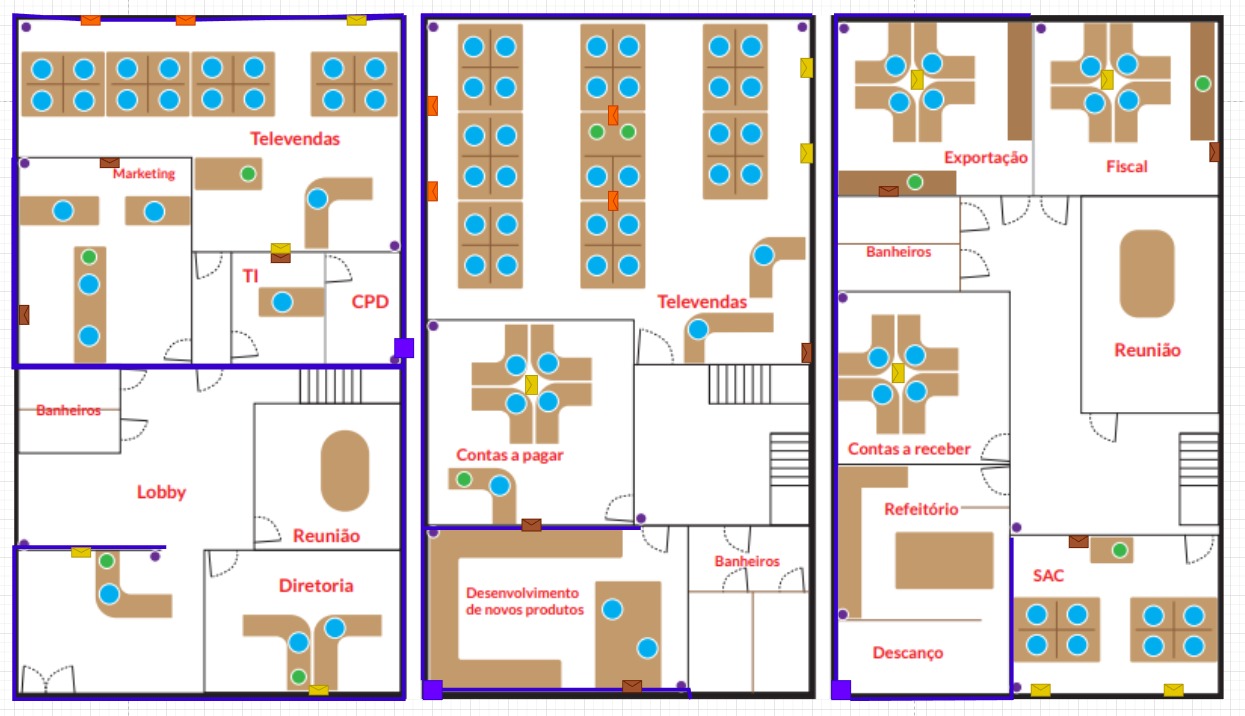 Televendas
Marketing
TI
CPD
Banheiros
Lobby
Reunião
Diretoria
Televendas
Contas a pagar
Desenvolvimento
de novos produtos
Banheiros
Exportação
Fiscal
Banheiros
Reunião
Contas a receber
Refeitório
SAC
Descanço